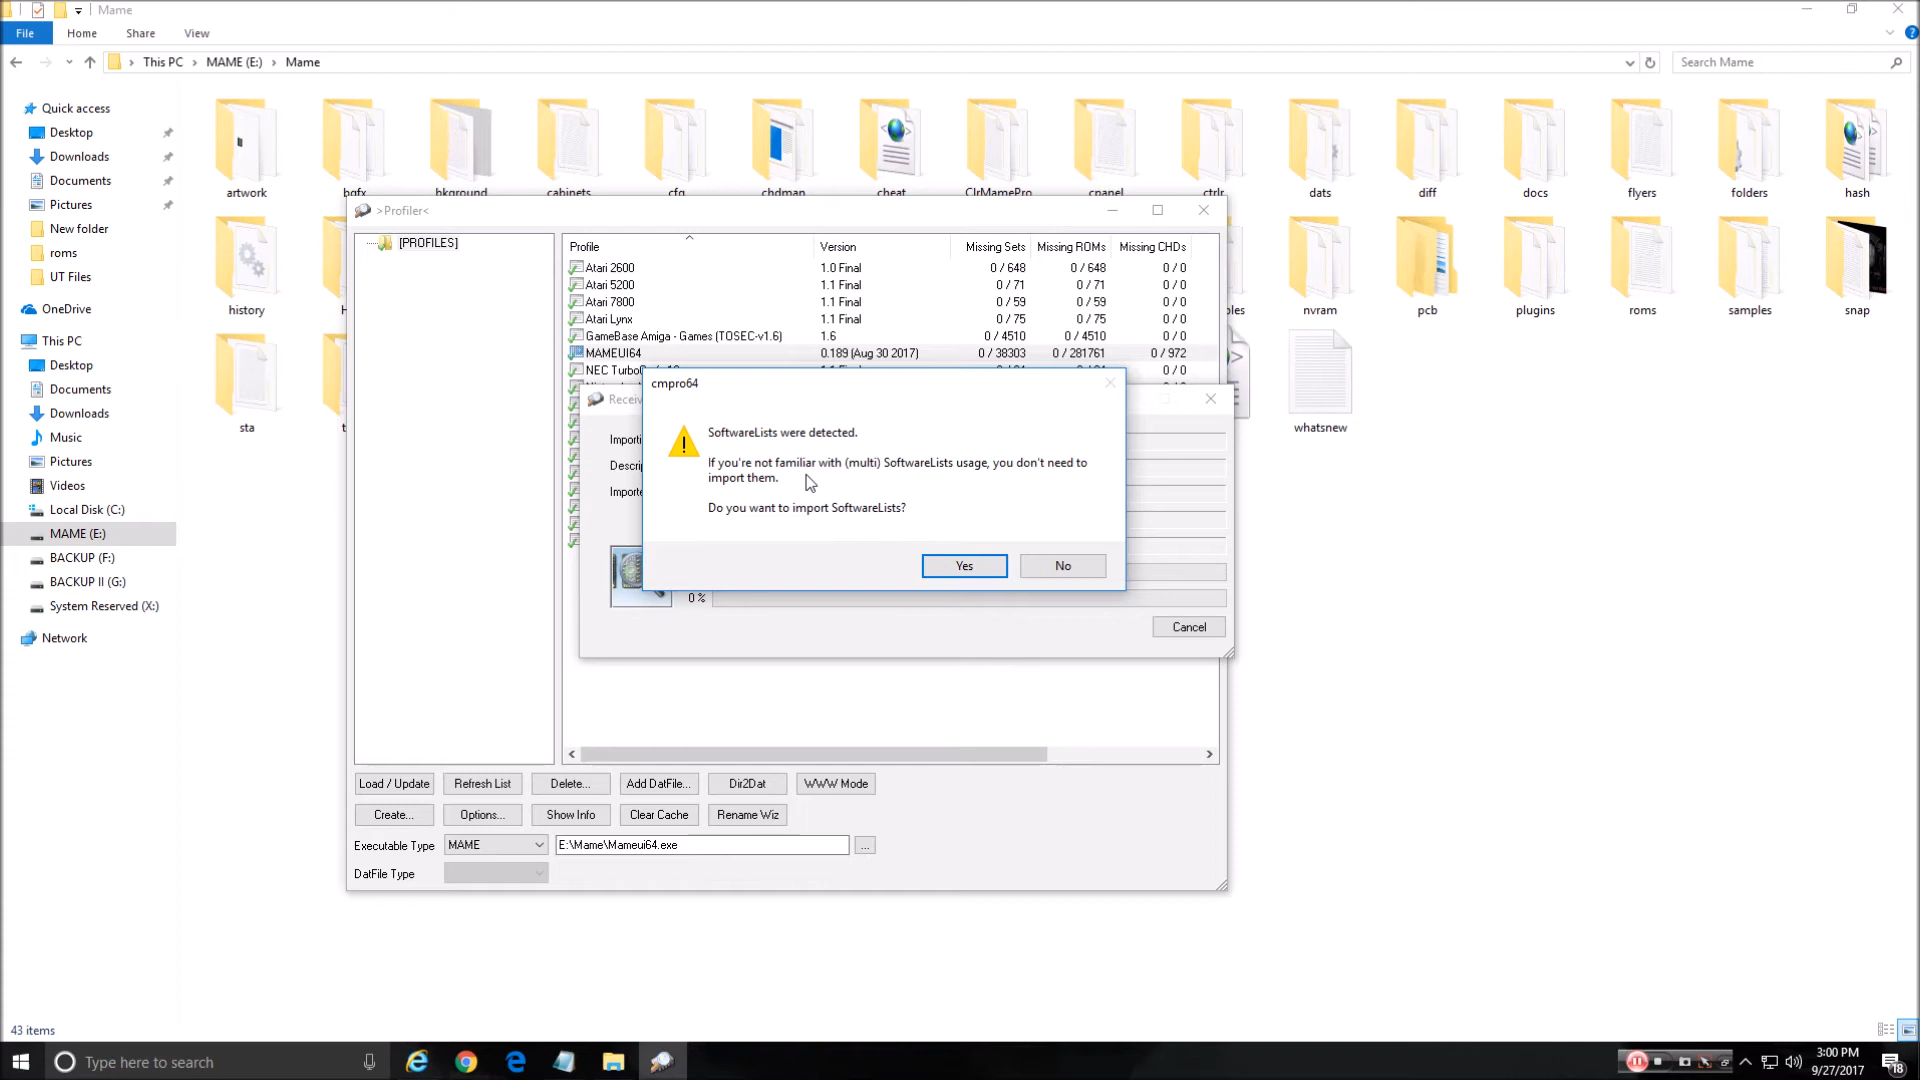 Mame
File Home Share View
This PC > MAME (E:) > Mame
Search Mame
Quick access
Desktop
Downloads
Documents
Pictures
New folder
roms
UT Files
OneDrive
This PC
Desktop
Documents
Downloads
Music
Pictures
Videos
Local Disk (C:)
MAME (E:)
BACKUP (F:)
BACKUP II (G:)
System Reserved (X:)
Network
artwork bgfx bkground cabinets cfg chdman cheat ClrMamePro cpanel ctrlr dats diff docs flyers folders hash
history nvram pcb plugins roms samples snap
sta whatsnew
>Profiler<
[PROFILES]
Profile Version Missing Sets Missing ROMs Missing CHDs
Atari 2600 1.0 Final 0 / 648 0 / 648 0 / 0
Atari 5200 1.1 Final 0 / 71 0 / 71 0 / 0
Atari 7800 1.1 Final 0 / 59 0 / 59 0 / 0
Atari Lynx 1.1 Final 0 / 75 0 / 75 0 / 0
GameBase Amiga - Games (TOSEC-v1.6) 1.6 0 / 4510 0 / 4510 0 / 0
MAMEUI64 0.189 (Aug 30 2017) 0 / 38303 0 / 281761 0 / 972
cmpro64
SoftwareLists were detected.
If you're not familiar with (multi) SoftwareLists usage, you don't need to
import them.
Do you want to import SoftwareLists?
Yes No
0 %
Cancel
Load / Update Refresh List Delete... Add DatFile... Dir2Dat WWW Mode
Create... Options... Show Info Clear Cache Rename Wiz
Executable Type MAME E:\Mame\Mameui64.exe ...
DatFile Type
43 items
Type here to search
3:00 PM
9/27/2017
18